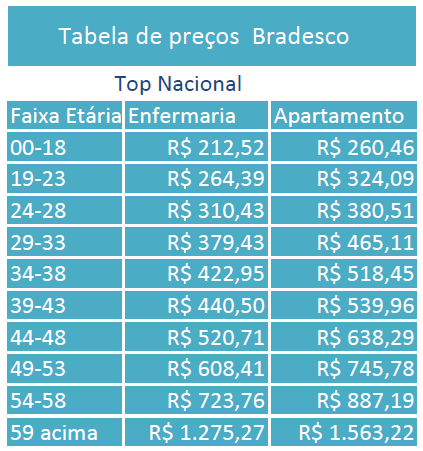 Tabela de preços Bradesco
Top Nacional
Faixa Etária Enfermaria Apartamento
00-18 R$ 212,52 R$ 260,46
19-23 R$ 264,39 R$ 324,09
24-28 R$ 310,43 R$ 380,51
29-33 R$ 379,43 R$ 465,11
34-38 R$ 422,95 R$ 518,45
39-43 R$ 440,50 R$ 539,96
44-48 R$ 520,71 R$ 638,29
49-53 R$ 608,41 R$ 745,78
54-58 R$ 723,76 R$ 887,19
59 acima R$ 1.275,27 R$ 1.563,22